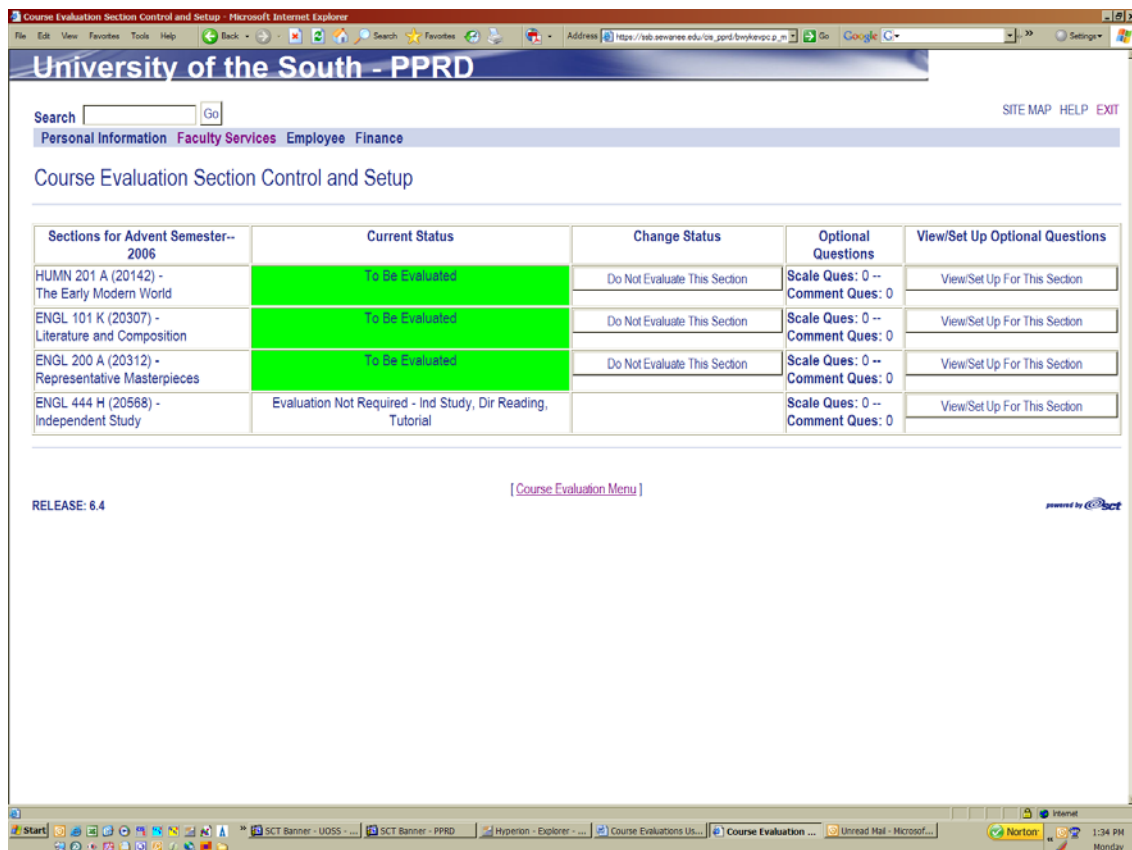 Course Evaluation Section Control and Setup - Microsoft Internet Explorer
File Edit View Favorites Tools Help Back Search Favorites Address https://ssb.sewanee.edu/cis_pprd/bwykevpc.p_m Go Google G Settings
University of the South - PPRD
Search Go SITE MAP HELP EXIT
Personal Information Faculty Services Employee Finance
Course Evaluation Section Control and Setup
Sections for Advent Semester-- Current Status Change Status Optional View/Set Up Optional Questions
2006 Questions
HUMN 201 A (20142) - To Be Evaluated Do Not Evaluate This Section Scale Ques: 0 -- View/Set Up For This Section
The Early Modern World Comment Ques: 0
ENGL 101 K (20307) - To Be Evaluated Do Not Evaluate This Section Scale Ques: 0 -- View/Set Up For This Section
Literature and Composition Comment Ques: 0
ENGL 200 A (20312) - To Be Evaluated Do Not Evaluate This Section Scale Ques: 0 -- View/Set Up For This Section
Representative Masterpieces Comment Ques: 0
ENGL 444 H (20568) - Evaluation Not Required - Ind Study, Dir Reading, Scale Ques: 0 -- View/Set Up For This Section
Independent Study Tutorial Comment Ques: 0
[ Course Evaluation Menu ]
RELEASE: 6.4 powered by sct
Internet
Start SCT Banner - UOSS - ... SCT Banner - PPRD Hyperion - Explorer - ... Course Evaluations Us... Course Evaluation ... Unread Mail - Microsof... Norton 1:34 PM
Monday